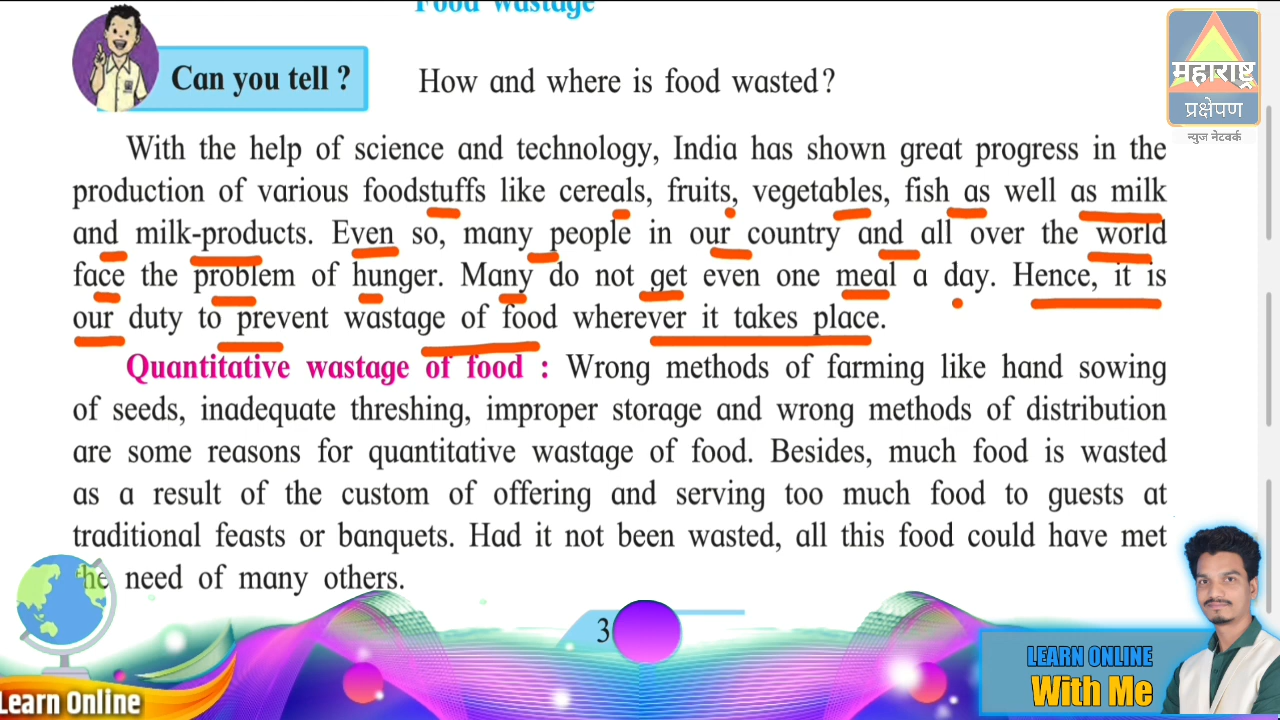 Food wastage
Can you tell ?
How and where is food wasted?
महाराष्ट्र
प्रक्षेपण
न्युज नेटवर्क
With the help of science and technology, India has shown great progress in the
production of various foodstuffs like cereals, fruits, vegetables, fish as well as milk
and milk-products. Even so, many people in our country and all over the world
face the problem of hunger. Many do not get even one meal a day. Hence, it is
our duty to prevent wastage of food wherever it takes place.
Quantitative wastage of food : Wrong methods of farming like hand sowing
of seeds, inadequate threshing, improper storage and wrong methods of distribution
are some reasons for quantitative wastage of food. Besides, much food is wasted
as a result of the custom of offering and serving too much food to guests at
traditional feasts or banquets. Had it not been wasted, all this food could have met
the need of many others.
3
LEARN ONLINE
With Me
Learn Online